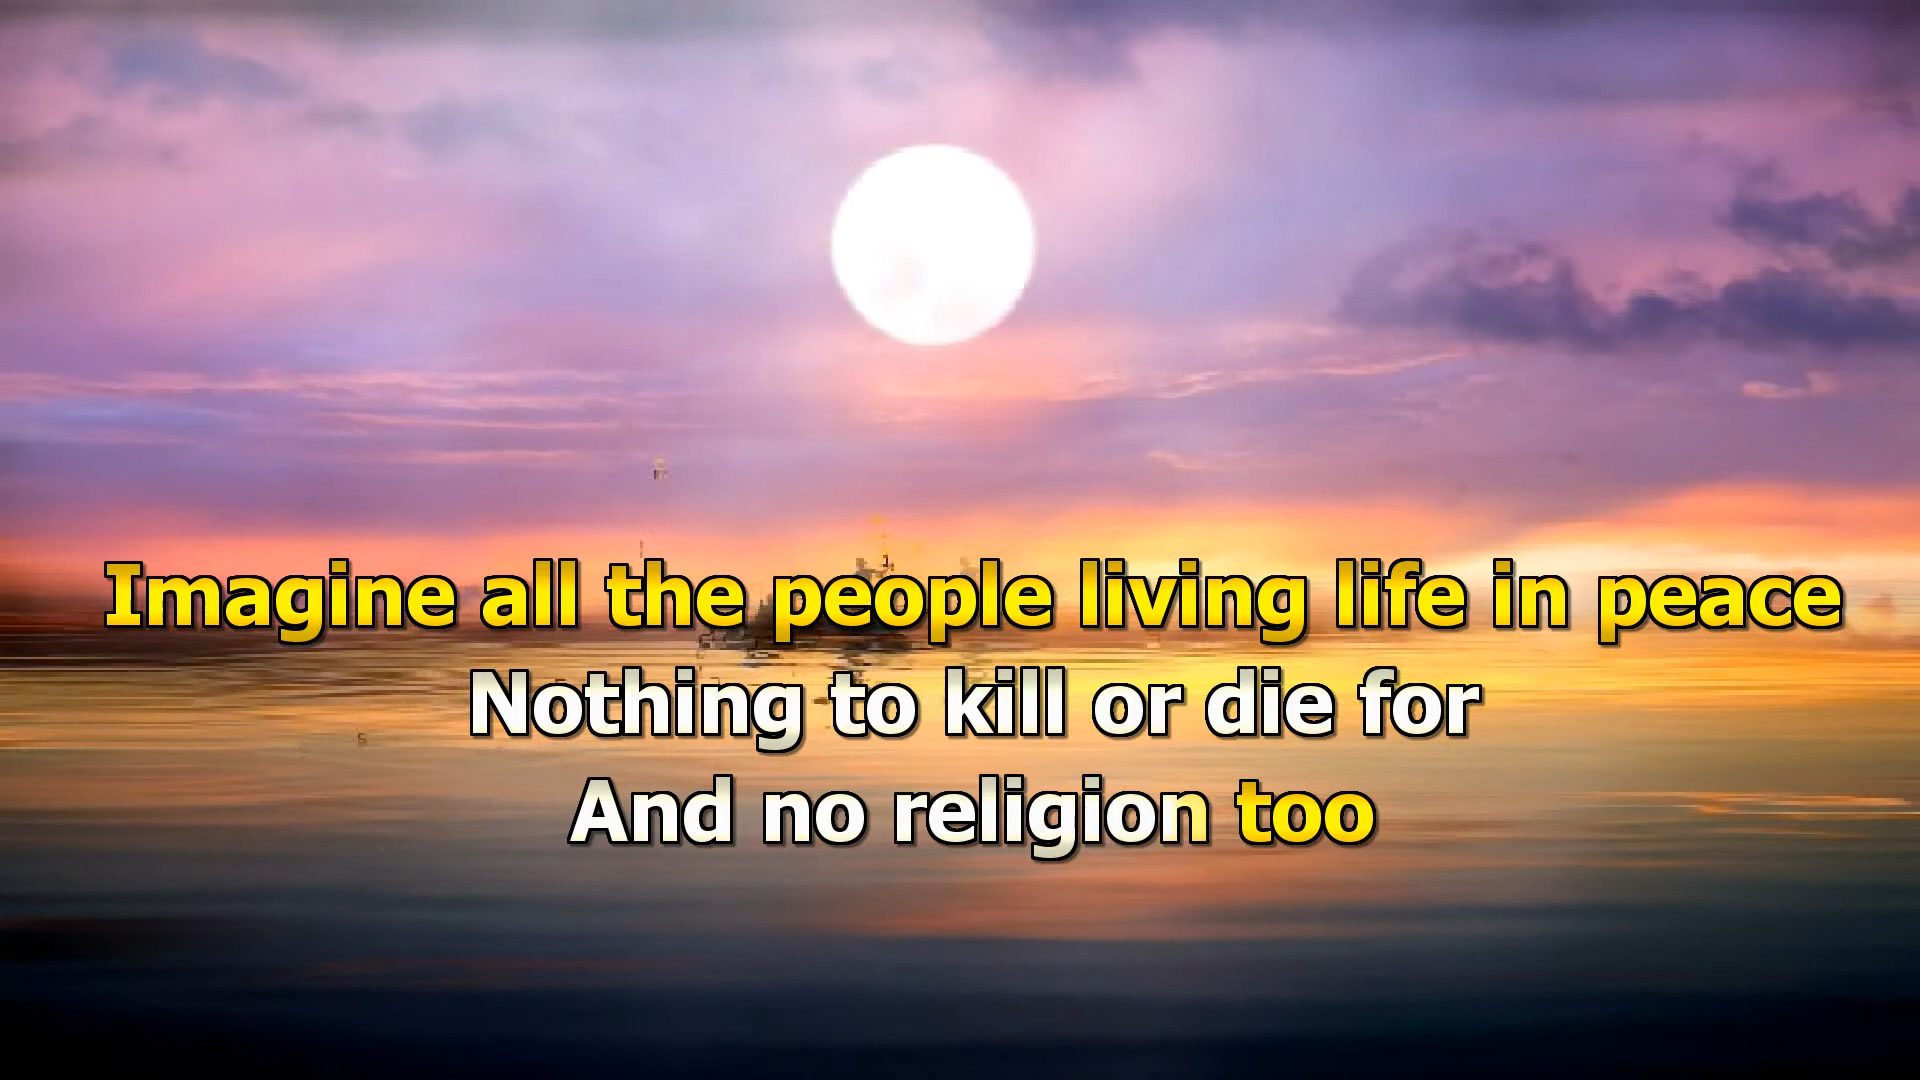 Imagine all the people living life in peace
Nothing to kill or die for
And no religion too